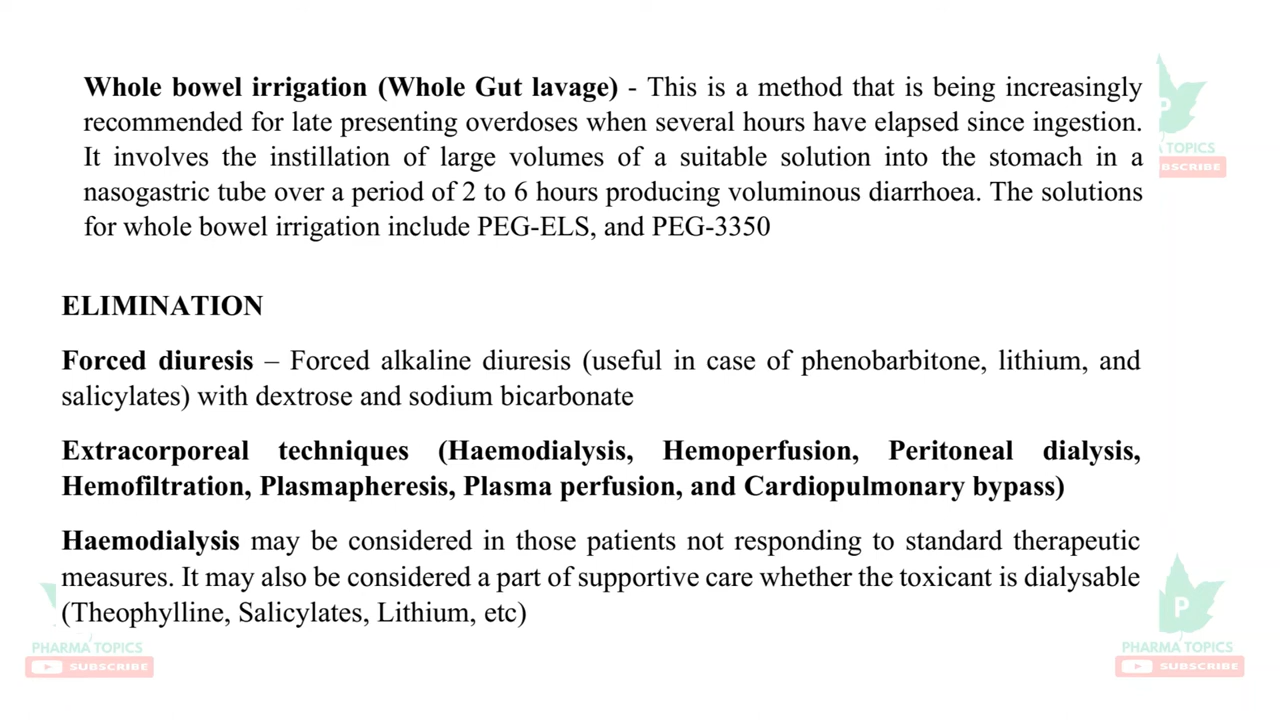 Whole bowel irrigation (Whole Gut lavage) - This is a method that is being increasingly
recommended for late presenting overdoses when several hours have elapsed since ingestion.
It involves the instillation of large volumes of a suitable solution into the stomach in a
nasogastric tube over a period of 2 to 6 hours producing voluminous diarrhoea. The solutions
for whole bowel irrigation include PEG-ELS, and PEG-3350
P
A TOPICS
BSCRIBE
ELIMINATION
Forced diuresis – Forced alkaline diuresis (useful in case of phenobarbitone, lithium, and
salicylates) with dextrose and sodium bicarbonate
Extracorporeal techniques (Haemodialysis, Hemoperfusion, Peritoneal dialysis,
Hemofiltration, Plasmapheresis, Plasma perfusion, and Cardiopulmonary bypass)
Haemodialysis may be considered in those patients not responding to standard therapeutic
measures. It may also be considered a part of supportive care whether the toxicant is dialysable
(Theophylline, Salicylates, Lithium, etc)
PHARMA TOPICS
SUBSCRIBE
P
PHARMA TOPICS
SUBSCRIBE